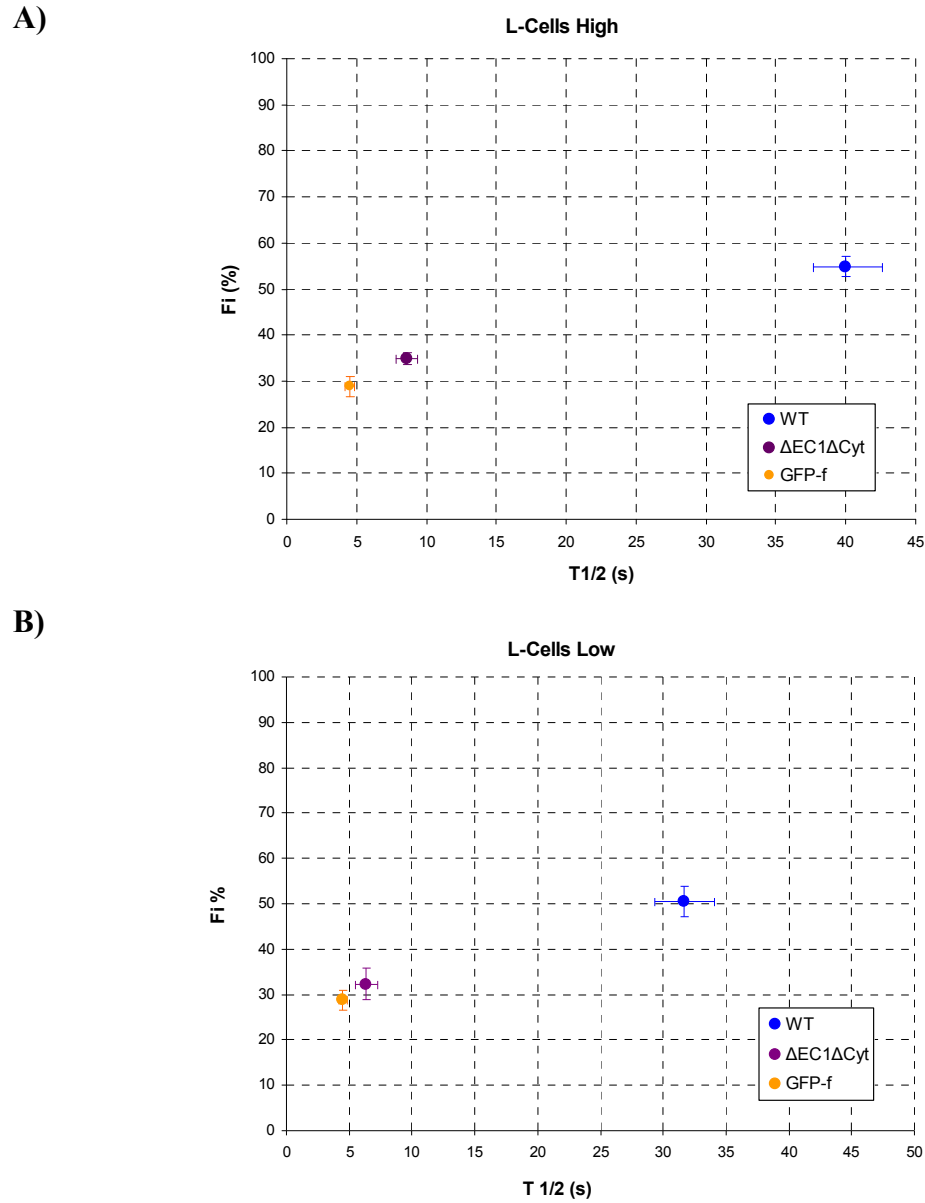 A)
L-Cells High
100
90
80
70
60
50
40
30
20
10
0
Fi (%)
0 5 10 15 20 25 30 35 40 45
T1/2 (s)
WT
ΔEC1ΔCyt
GFP-f
B)
L-Cells Low
100
90
80
70
60
50
40
30
20
10
0
Fi %
0 5 10 15 20 25 30 35 40 45 50
T 1/2 (s)
WT
ΔEC1ΔCyt
GFP-f